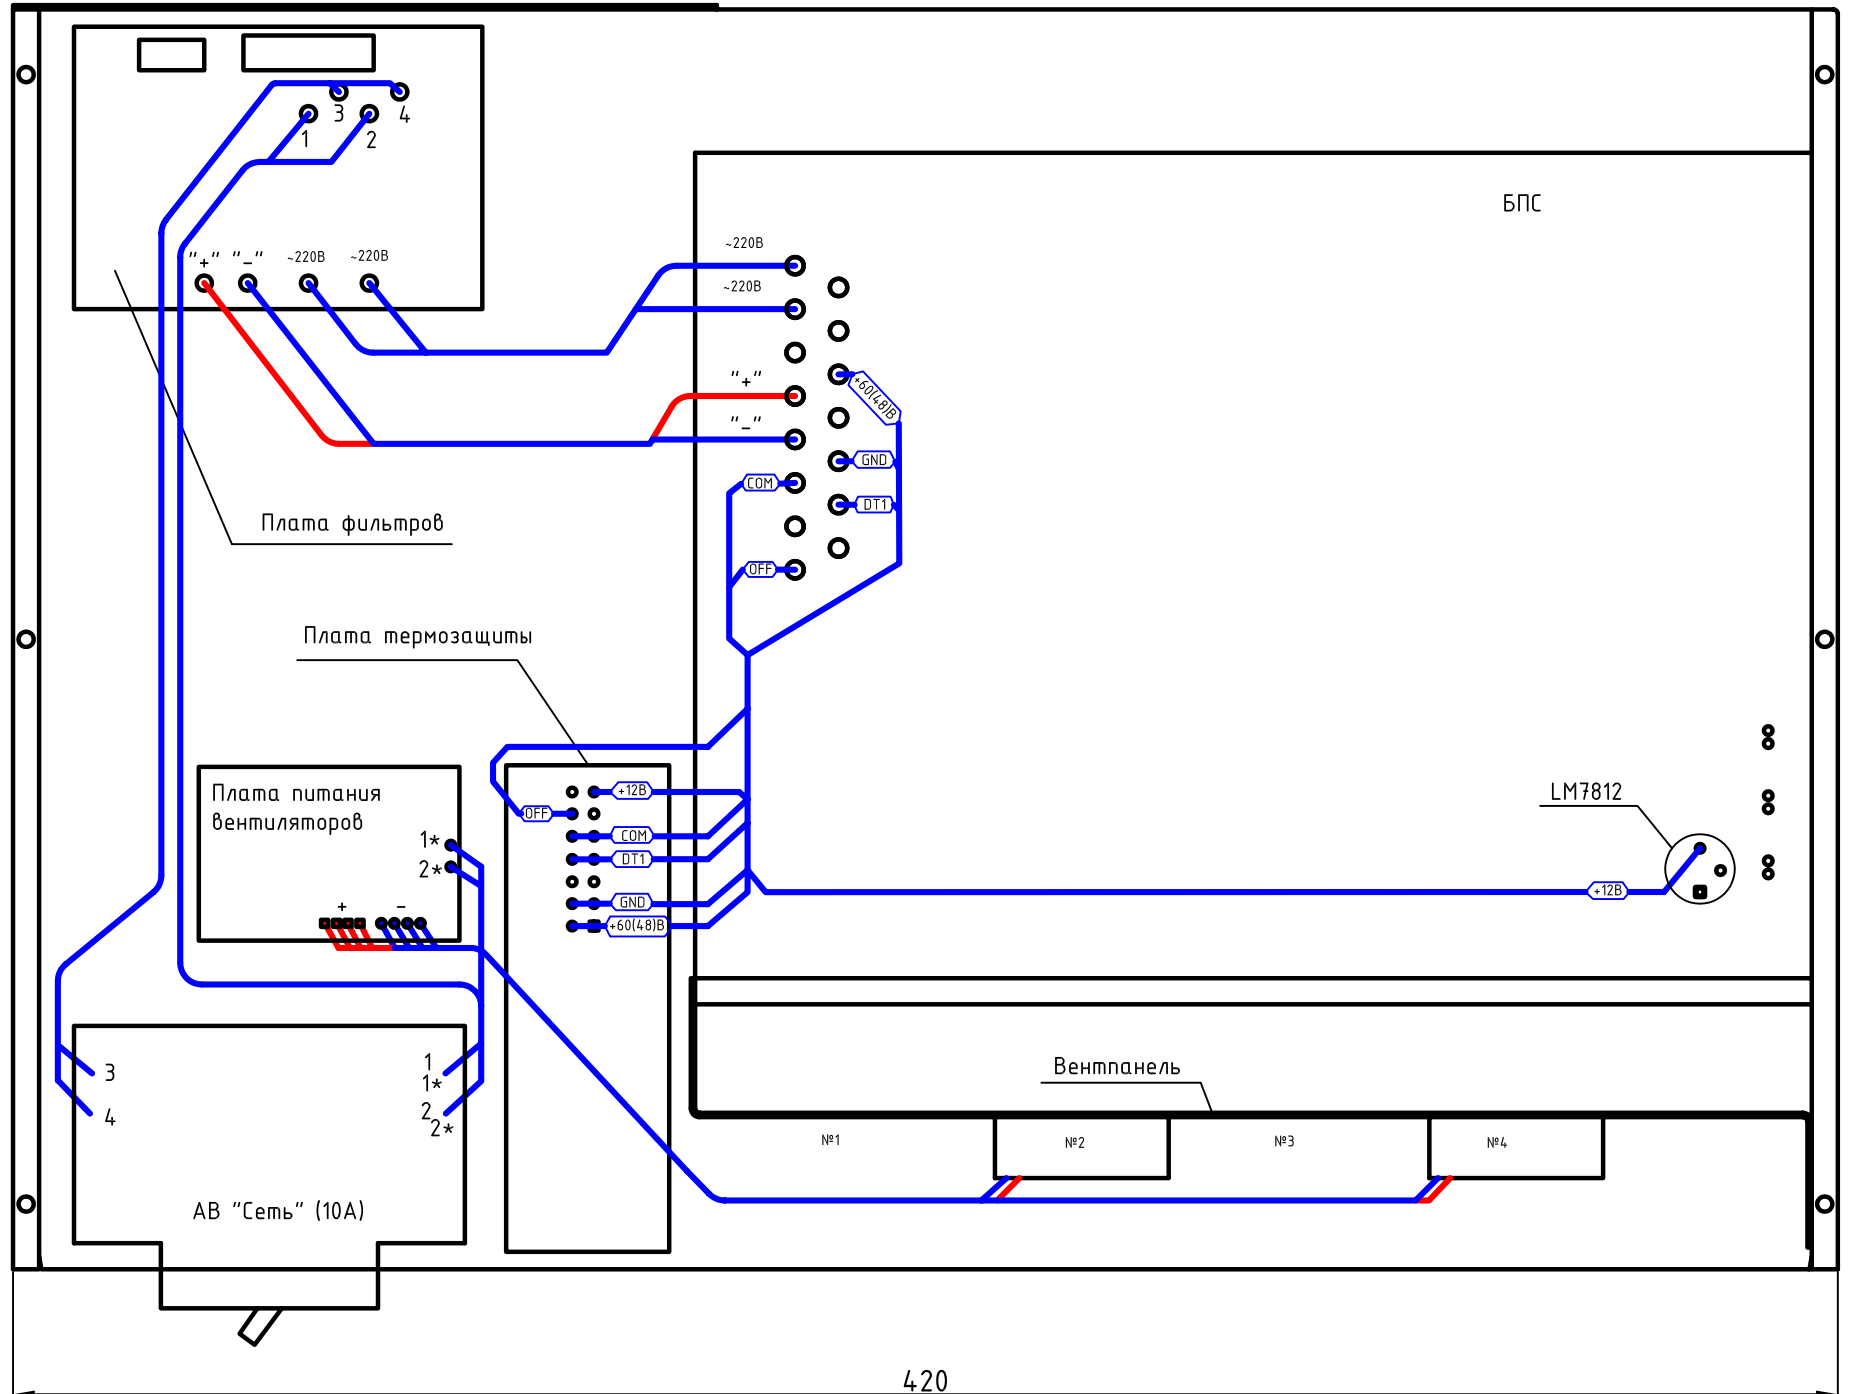 3
4
1
2
БПС
"+"
"-"
~220В
~220В
~220В
~220В
"+"
"-"
+60(48)В
GND
COM
DT1
OFF
Плата фильтров
Плата термозащиты
Плата питания
вентиляторов
1*
2*
+
-
+12В
OFF
COM
DT1
GND
+60(48)В
LM7812
+12В
3
4
1
1*
2
2*
АВ "Сеть" (10А)
Вентпанель
№1
№2
№3
№4
420